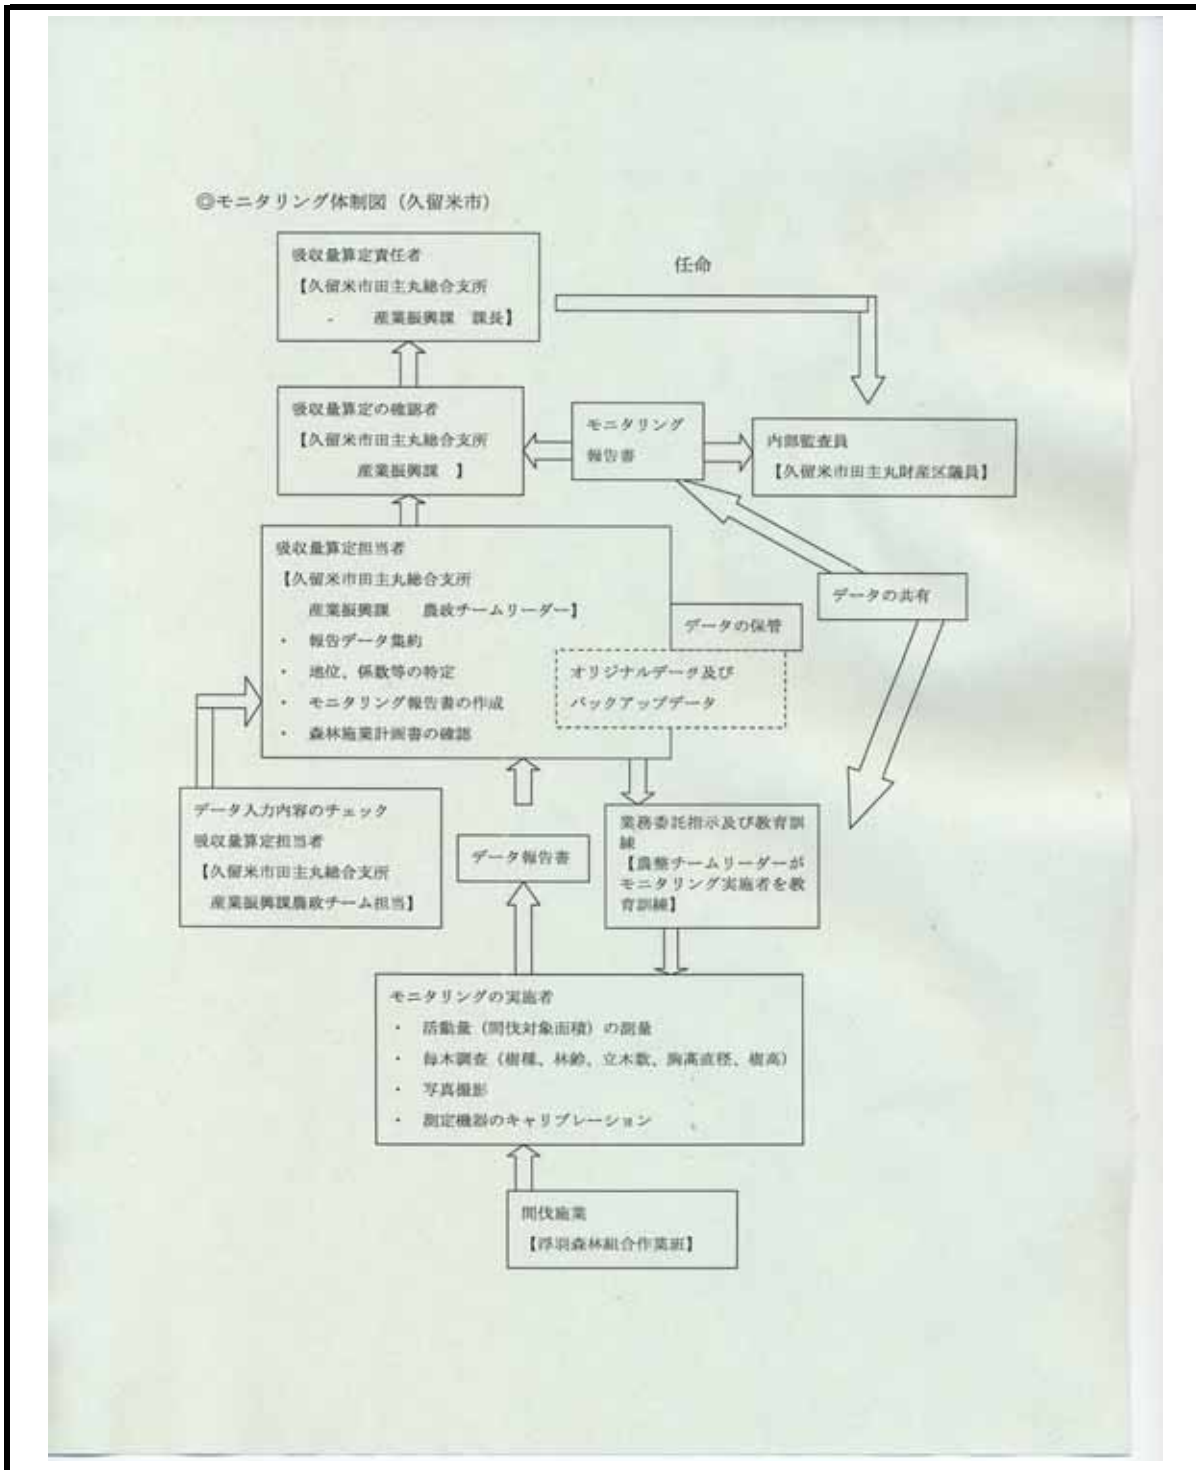 ◎モニタリング体制図（久留米市）
吸収量算定責任者
【久留米市田主丸総合支所
産業振興課 課長】
任命
吸収量算定の確認者
【久留米市田主丸総合支所
産業振興課 】
モニタリング
報告書
内部監査員
【久留米市田主丸財産区議員】
吸収量算定担当者
【久留米市田主丸総合支所
産業振興課 農政チームリーダー】
・ 報告データ集約
・ 地位、係数等の特定
・ モニタリング報告書の作成
・ 森林施業計画書の確認
データの保管
オリジナルデータ及び
バックアップデータ
データの共有
データ入力内容のチェック
吸収量算定担当者
【久留米市田主丸総合支所
産業振興課農政チーム担当】
データ報告書
業務委託指示及び教育訓
練
【農整チームリーダーが
モニタリング実施者を教
育訓練】
モニタリングの実施者
・ 活動量（間伐対象面積）の測量
・ 毎木調査（樹種、林齢、立木数、胸高直径、樹高）
・ 写真撮影
・ 測定機器のキャリブレーション
間伐施業
【浮羽森林組合作業班】